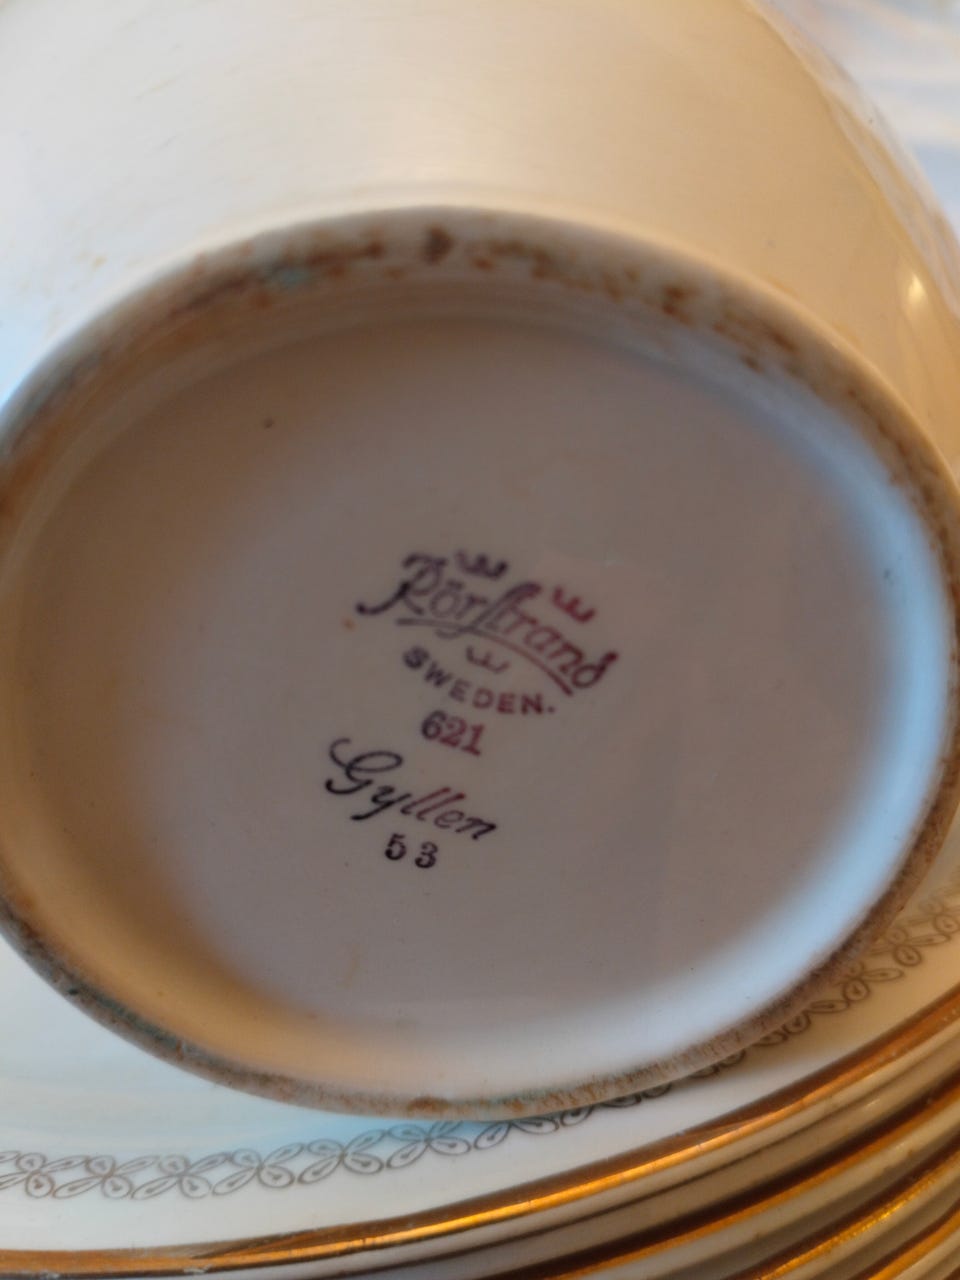 Rörstrand
SWEDEN.
621
Gyllen
53